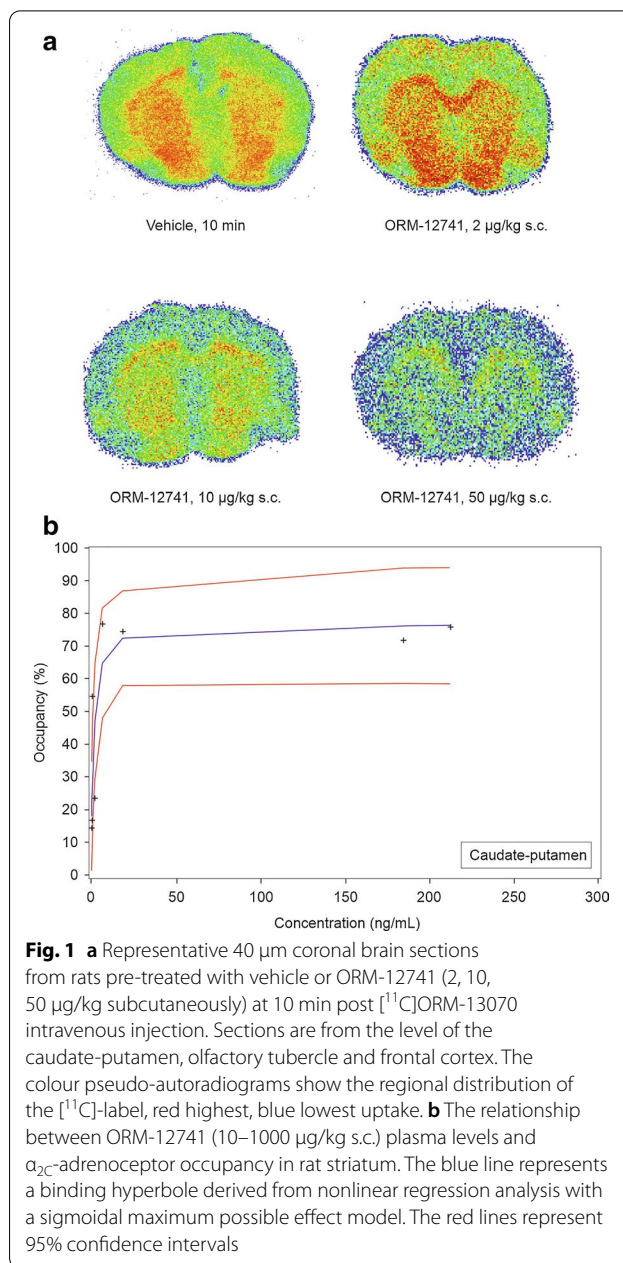 a
Vehicle, 10 min
ORM-12741, 2 µg/kg s.c.
ORM-12741, 10 µg/kg s.c.
ORM-12741, 50 µg/kg s.c.
b
100
90
80
70
60
50
40
30
20
10
0
Occupancy (%)
0 50 100 150 200 250 300
Concentration (ng/mL)
Caudate-putamen
Fig. 1 a Representative 40 µm coronal brain sections
from rats pre-treated with vehicle or ORM-12741 (2, 10,
50 µg/kg subcutaneously) at 10 min post [¹¹C]ORM-13070
intravenous injection. Sections are from the level of the
caudate-putamen, olfactory tubercle and frontal cortex. The
colour pseudo-autoradiograms show the regional distribution of
the [¹¹C]-label, red highest, blue lowest uptake. b The relationship
between ORM-12741 (10–1000 µg/kg s.c.) plasma levels and
α2C-adrenoceptor occupancy in rat striatum. The blue line represents
a binding hyperbole derived from nonlinear regression analysis with
a sigmoidal maximum possible effect model. The red lines represent
95% confidence intervals